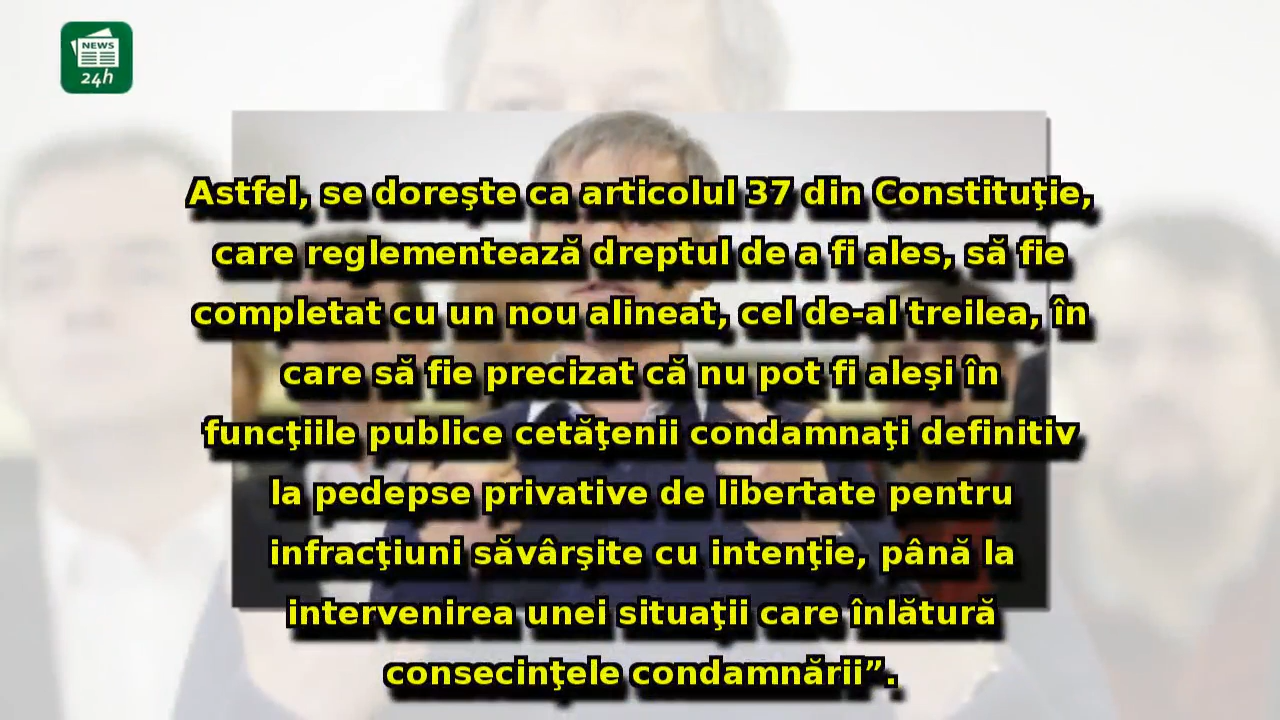 NEWS
24h
Astfel, se doreşte ca articolul 37 din Constituţie,
care reglementează dreptul de a fi ales, să fie
completat cu un nou alineat, cel de-al treilea, în
care să fie precizat că nu pot fi aleşi în
funcţiile publice cetăţenii condamnaţi definitiv
la pedepse privative de libertate pentru
infracţiuni săvârşite cu intenţie, până la
intervenirea unei situaţii care înlătură
consecinţele condamnării”.